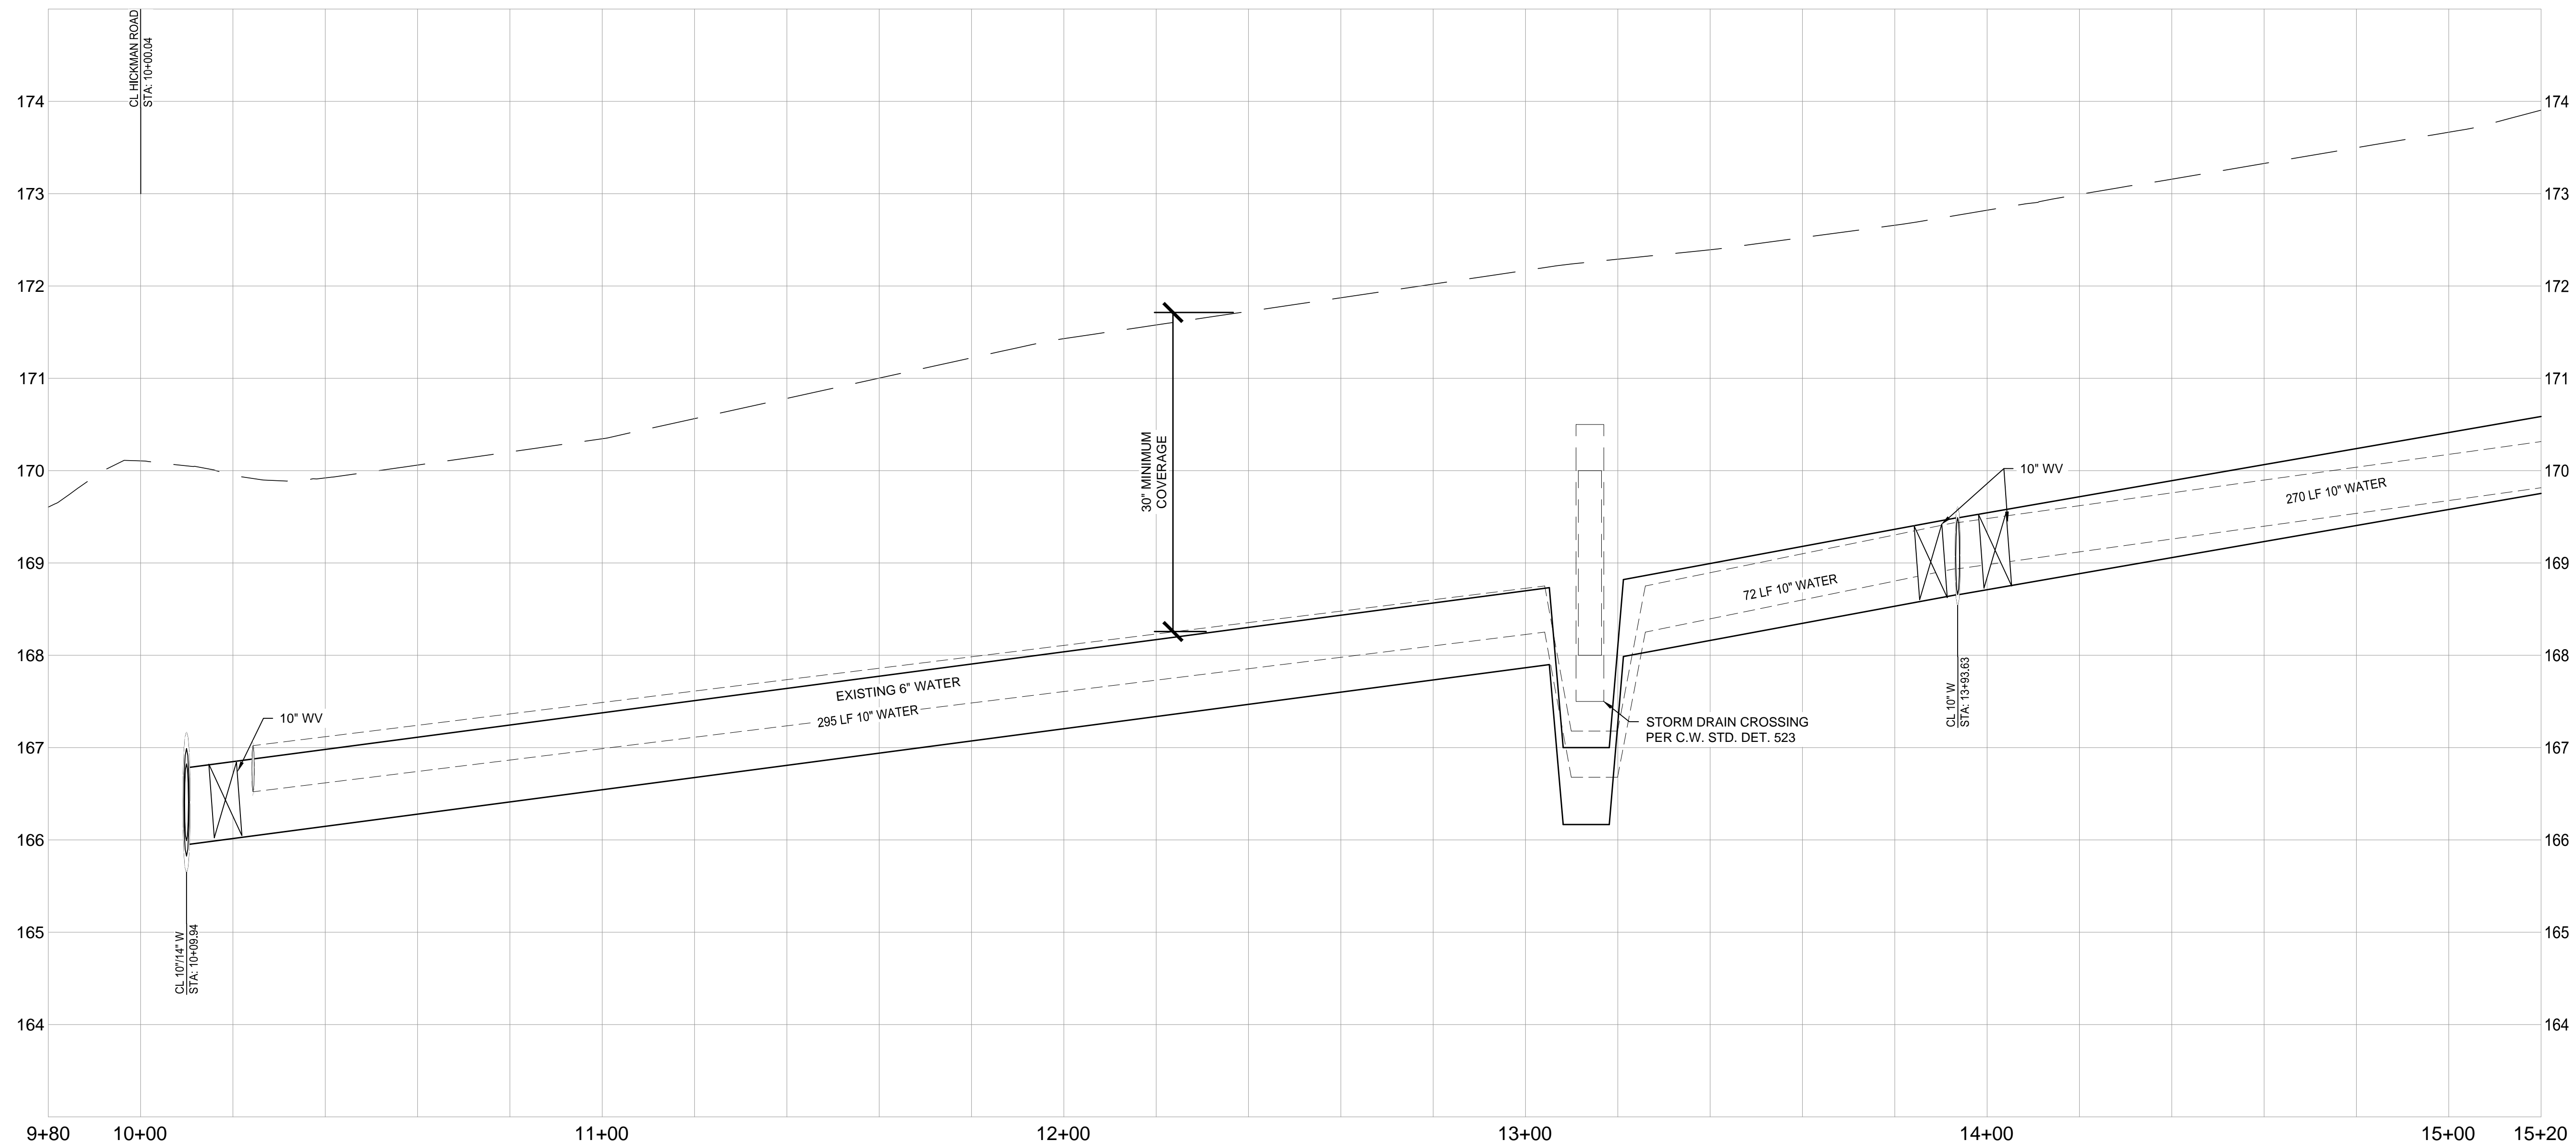 CL HICKMAN ROAD
STA: 10+00.04
174
174
173
173
172
172
171
171
30" MINIMUM
COVERAGE
170
170
10" WV
270 LF 10" WATER
169
169
72 LF 10" WATER
168
168
EXISTING 6" WATER
295 LF 10" WATER
10" WV
STORM DRAIN CROSSING
PER C.W. STD. DET. 523
CL 10" W
STA: 13+93.63
167
167
166
166
165
165
CL 10"/14" W
STA: 10+09.94
164
164
9+80
10+00
11+00
12+00
13+00
14+00
15+00
15+20